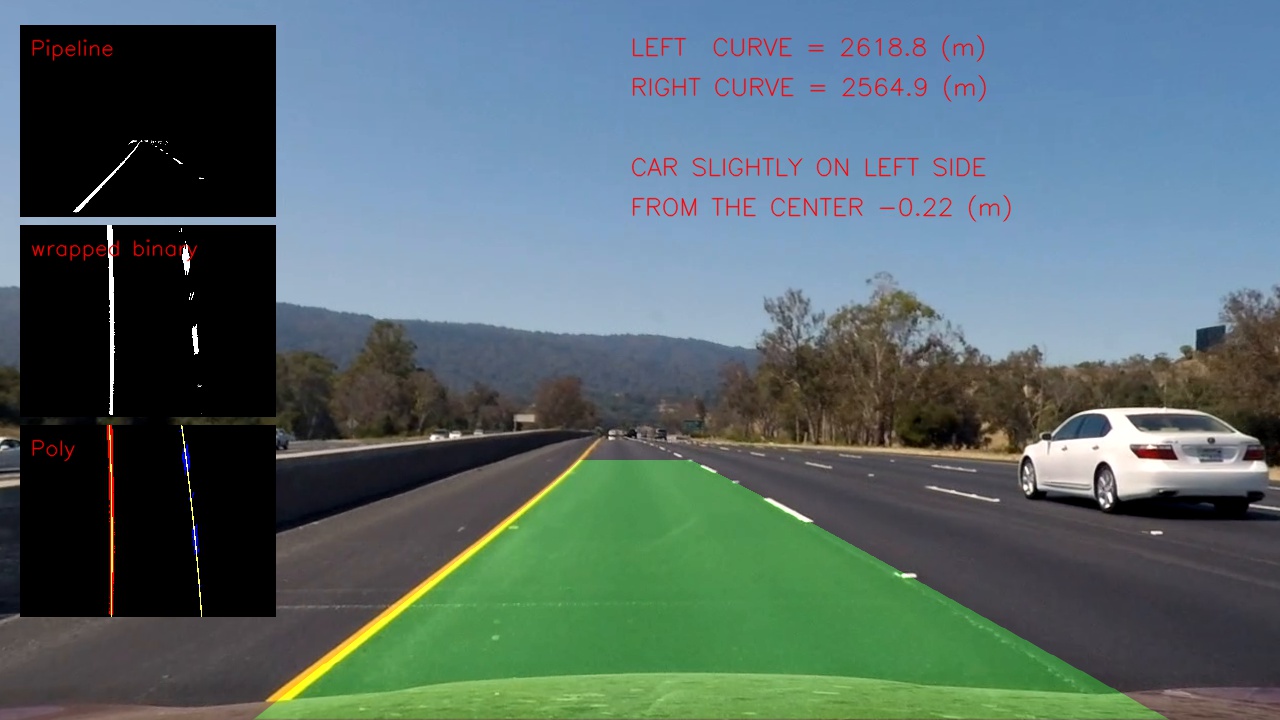 Pipeline
wrapped binary
Poly
LEFT CURVE = 2618.8 (m)
RIGHT CURVE = 2564.9 (m)
CAR SLIGHTLY ON LEFT SIDE
FROM THE CENTER -0.22 (m)